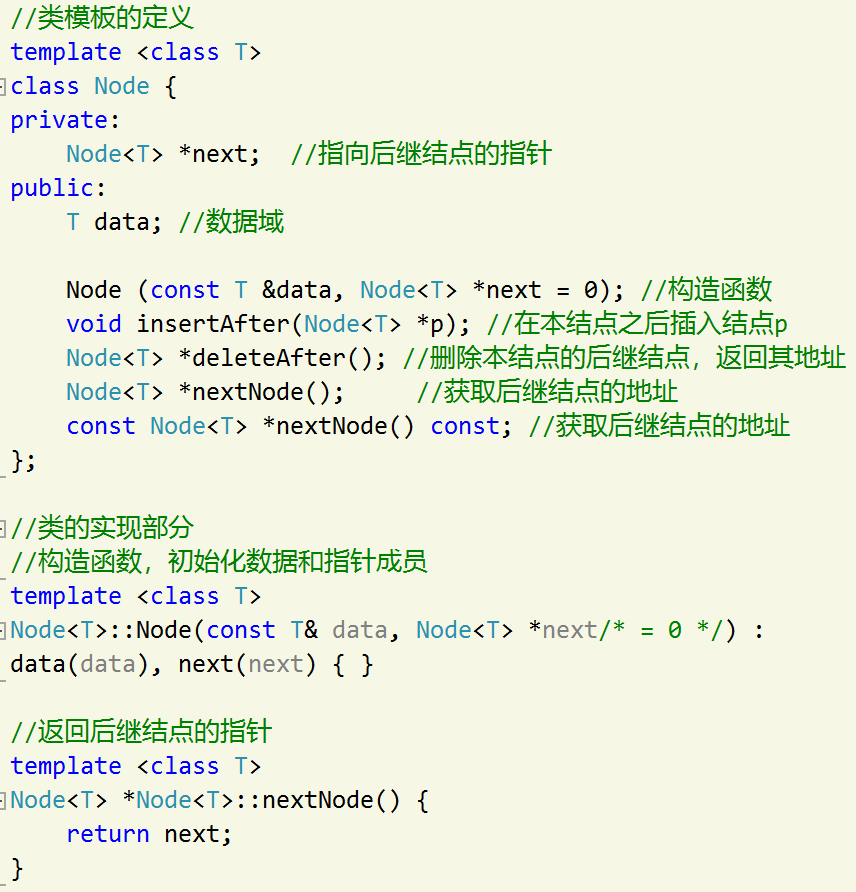 //类模板的定义
template <class T>
class Node {
private:
    Node<T> *next;  //指向后继结点的指针
public:
    T data; //数据域
    Node (const T &data, Node<T> *next = 0); //构造函数
    void insertAfter(Node<T> *p); //在本结点之后插入结点p
    Node<T> *deleteAfter(); //删除本结点的后继结点，返回其地址
    Node<T> *nextNode();     //获取后继结点的地址
    const Node<T> *nextNode() const; //获取后继结点的地址
};
//类的实现部分
//构造函数，初始化数据和指针成员
template <class T>
Node<T>::Node(const T& data, Node<T> *next/* = 0 */) :
data(data), next(next) { }
//返回后继结点的指针
template <class T>
Node<T> *Node<T>::nextNode() {
    return next;
}